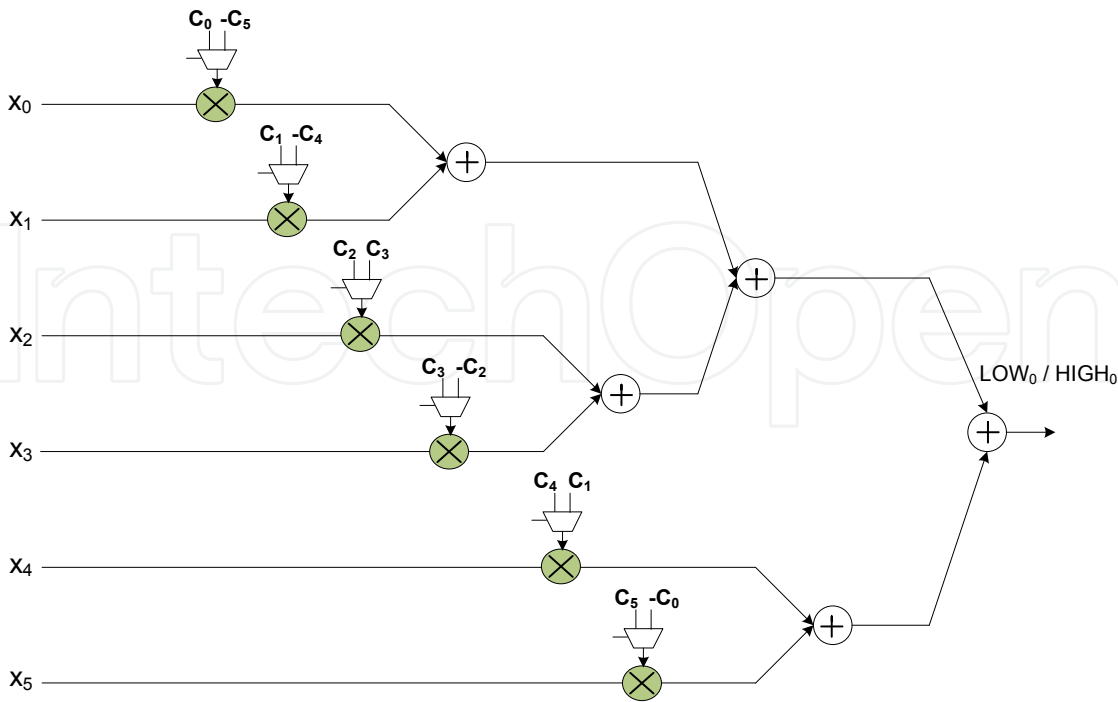 C₀ -C₅
X₀
C₁ -C₄
X₁
C₂ C₃
X₂
C₃ -C₂
LOW₀ / HIGH₀
X₃
C₄ C₁
X₄
C₅ -C₀
X₅
IntechOpen